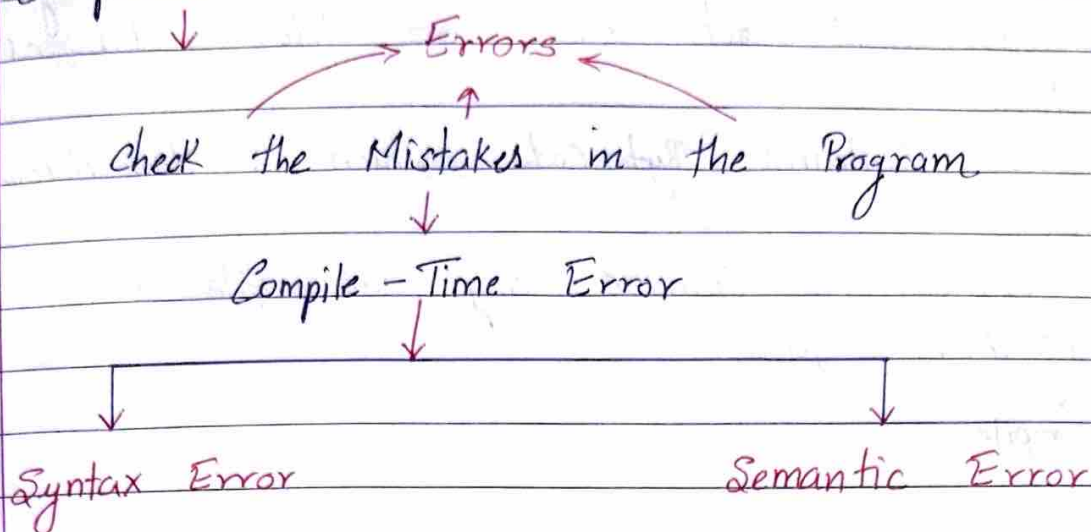 Errors
Check the Mistakes in the Program
Compile - Time Error
Syntax Error Semantic Error